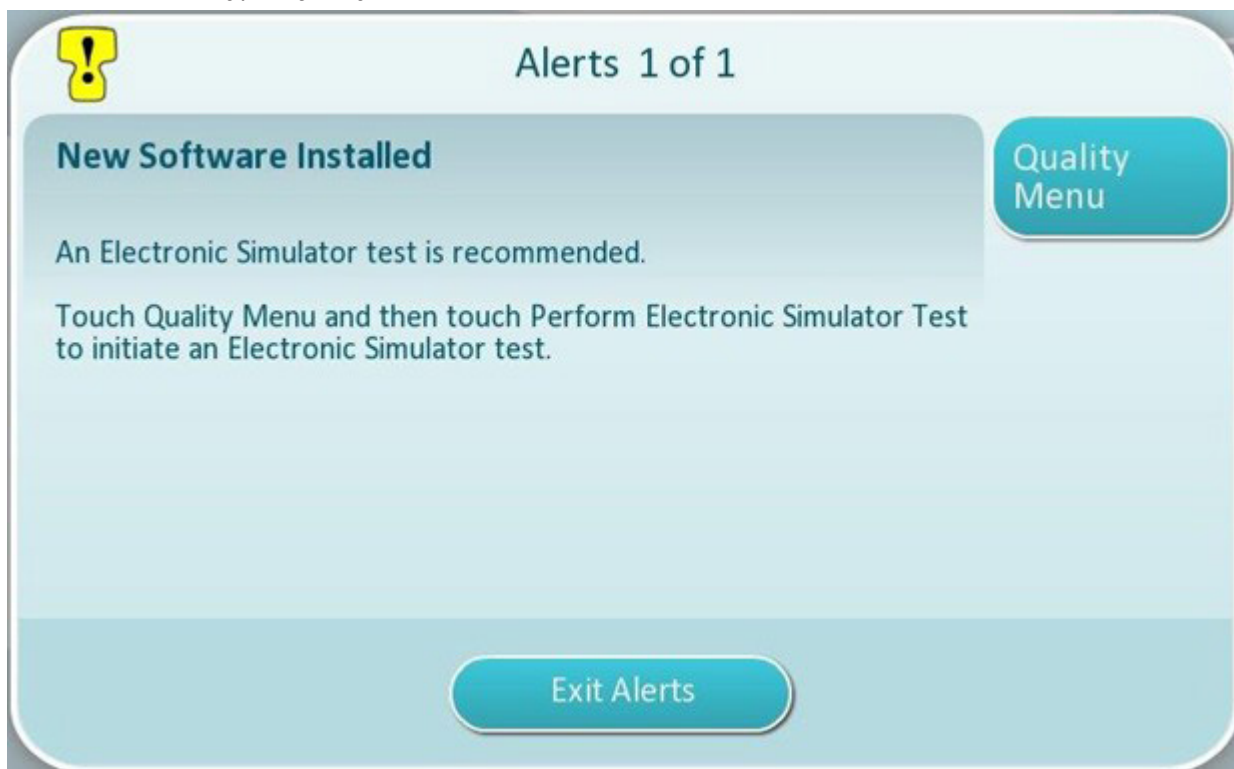 Alerts 1 of 1
New Software Installed
Quality
Menu
An Electronic Simulator test is recommended.
Touch Quality Menu and then touch Perform Electronic Simulator Test
to initiate an Electronic Simulator test.
Exit Alerts